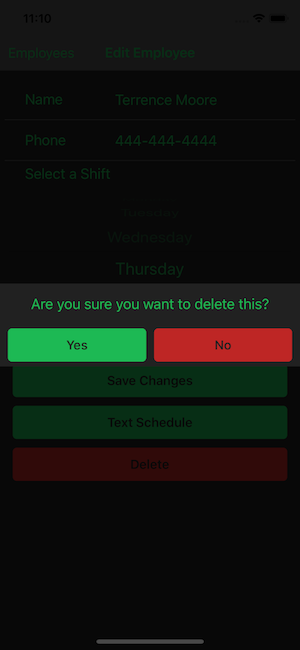 11:10
Employees
Edit Employee
Name
Terrence Moore
Phone
444-444-4444
Select a Shift
Tuesday
Wednesday
Thursday
Are you sure you want to delete this?
Yes
No
Save Changes
Text Schedule
Delete